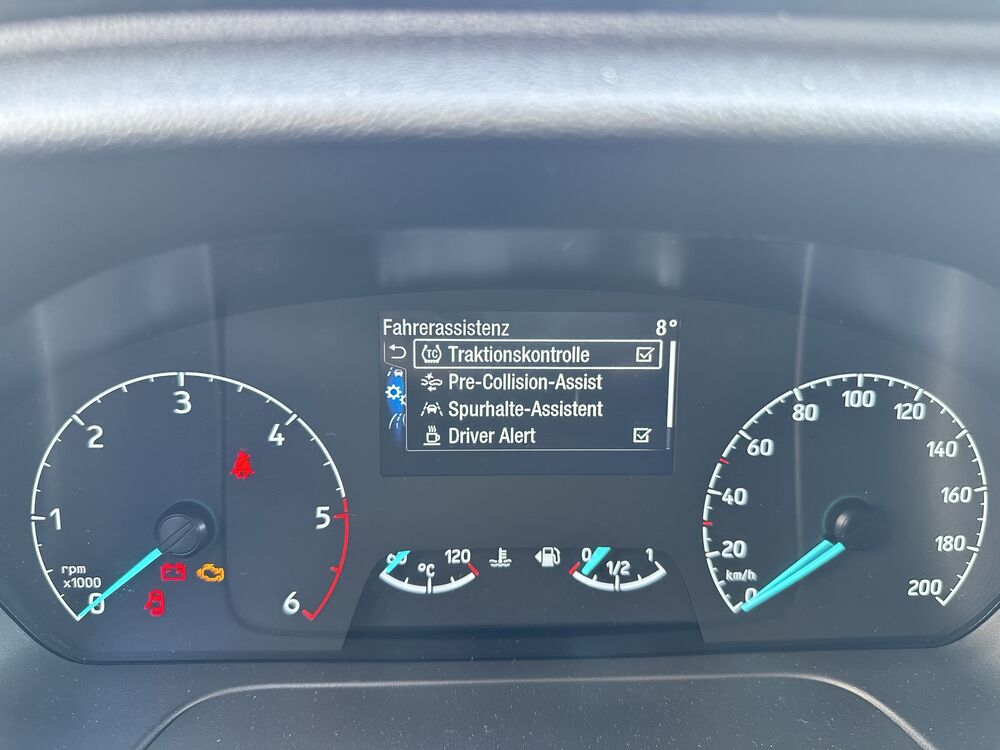 Fahrerassistenz 8°
TC Traktionskontrolle
Pre-Collision-Assist
Spurhalte-Assistent
Driver Alert
0 1 2 3 4 5 6
rpm
x1000
120
°C
0 1/2 1
0 20 40 60 80 100 120 140 160 180 200
km/h